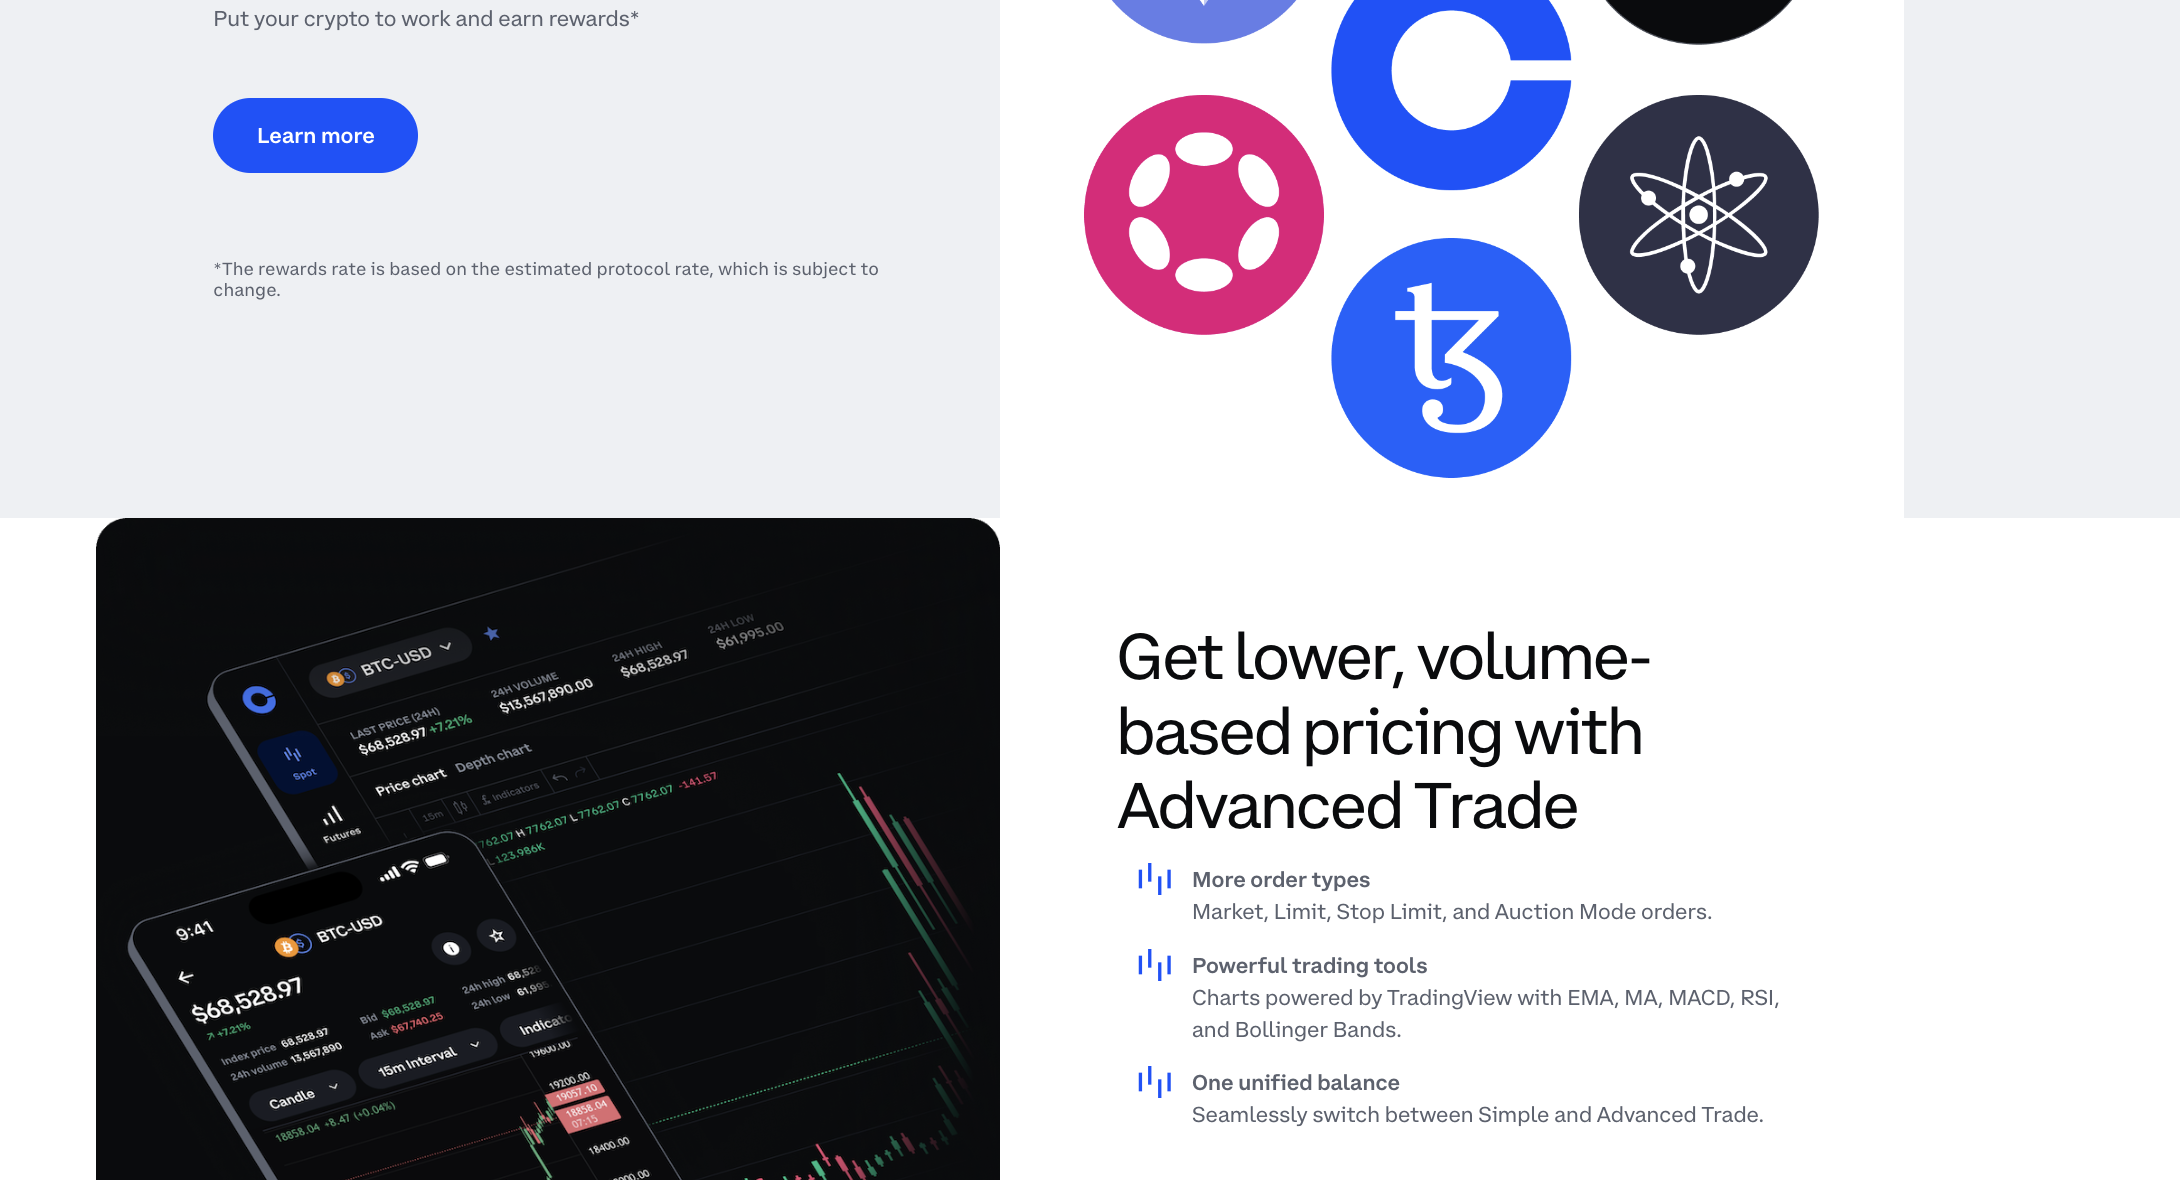 Put your crypto to work and earn rewards*
Learn more
*The rewards rate is based on the estimated protocol rate, which is subject to
change.
BTC-USD
LAST PRICE (24H)
$68,528.97 +7.21%
24H VOLUME
$13,567,890.00
24H HIGH
$68,528.97
24H LOW
$61,995.00
Spot
Price chart Depth chart
15m Indicators
Futures
762.07 H 7762.07 L 7762.07 C 7762.07 -141.57
123.986K
9:41
BTC-USD
$68,528.97
+7.21%
Index price 68,528.97
24h volume 13,567,890
Bid $68,528.97
Ask $67,740.25
24h high 68,528
24h low 61,995
Candle
15m Interval
Indicato
18858.04 +8.47 (+0.04%)
19600.00
19200.00
19057.10
18858.04
07:15
18400.00
Get lower, volume-
based pricing with
Advanced Trade
More order types
Market, Limit, Stop Limit, and Auction Mode orders.
Powerful trading tools
Charts powered by TradingView with EMA, MA, MACD, RSI,
and Bollinger Bands.
One unified balance
Seamlessly switch between Simple and Advanced Trade.